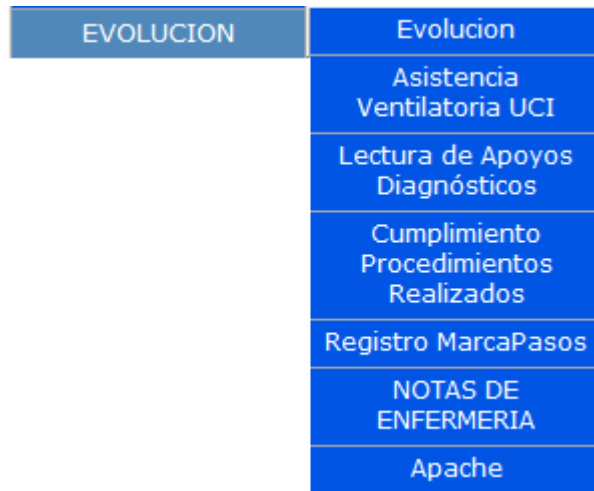 EVOLUCION
Evolucion
Asistencia
Ventilatoria UCI
Lectura de Apoyos
Diagnósticos
Cumplimiento
Procedimientos
Realizados
Registro MarcaPasos
NOTAS DE
ENFERMERIA
Apache